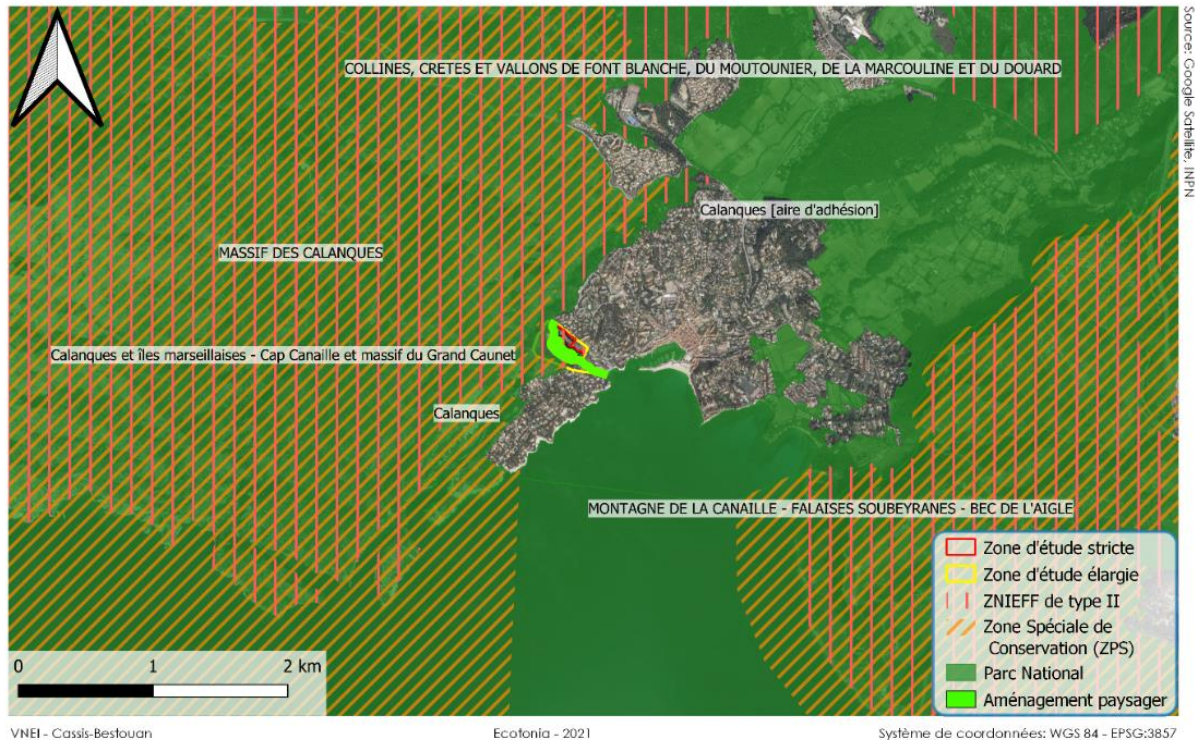 COLLINES, CRETES ET VALLONS DE FONT BLANCHE, DU MOUTOUNIER, DE LA MARCOULINE ET DU DOUARD
Source: Google Satellite, INPN
Calanques [aire d'adhésion]
MASSIF DES CALANQUES
Calanques et îles marseillaises - Cap Canaille et massif du Grand Caunet
Calanques
MONTAGNE DE LA CANAILLE - FALAISES SOUBEYRANES - BEC DE L'AIGLE
Zone d'étude stricte
Zone d'étude élargie
ZNIEFF de type II
Zone Spéciale de
Conservation (ZPS)
Parc National
Aménagement paysager
0 1 2 km
VNEI - Cassis-Bestouan
Ecotonia - 2021
Système de coordonnées: WGS 84 - EPSG:3857